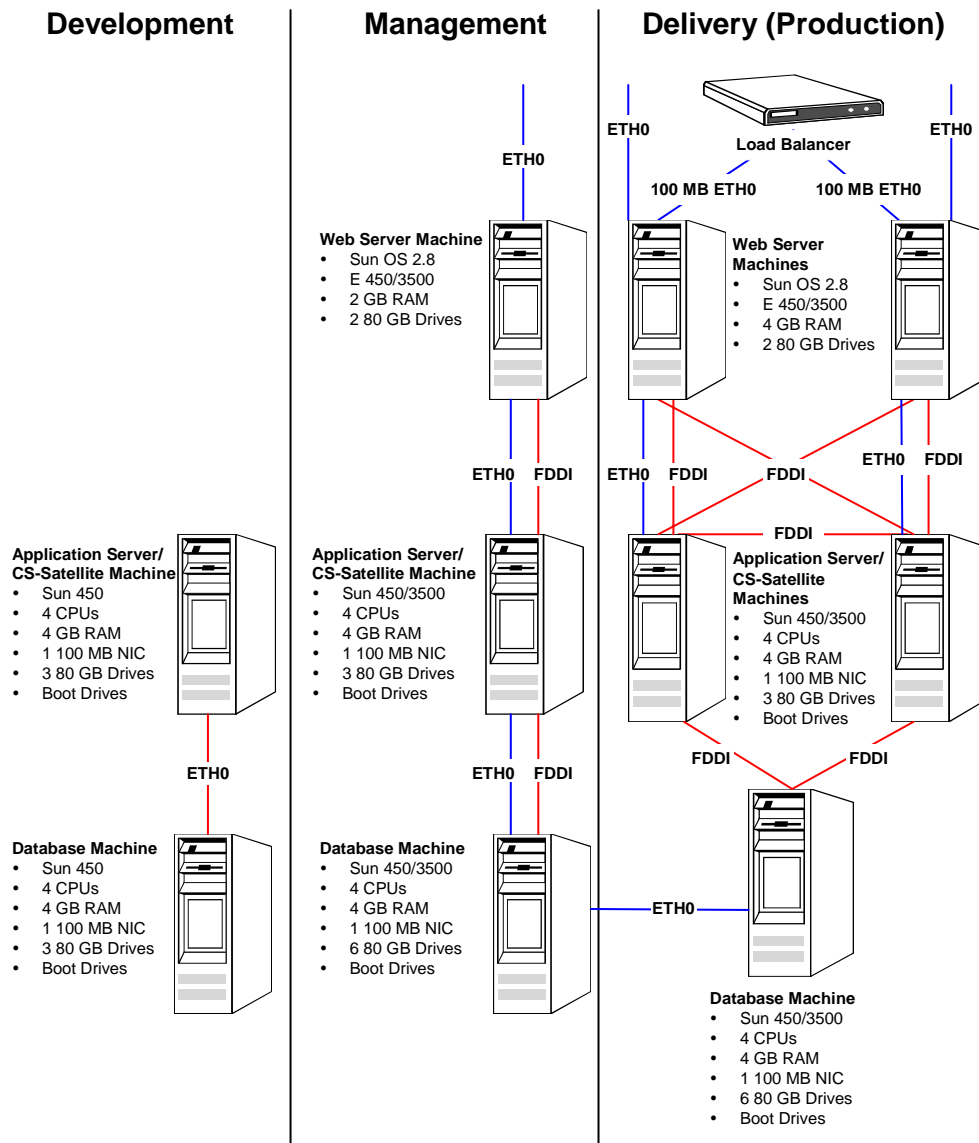 Development
Management
Delivery (Production)
ETH0
ETH0
ETH0
Load Balancer
100 MB ETH0
100 MB ETH0
Web Server Machine
• Sun OS 2.8
• E 450/3500
• 2 GB RAM
• 2 80 GB Drives
Web Server
Machines
• Sun OS 2.8
• E 450/3500
• 4 GB RAM
• 2 80 GB Drives
ETH0
FDDI
ETH0
FDDI
FDDI
ETH0
FDDI
FDDI
Application Server/
CS-Satellite Machine
• Sun 450
• 4 CPUs
• 4 GB RAM
• 1 100 MB NIC
• 3 80 GB Drives
• Boot Drives
Application Server/
CS-Satellite Machine
• Sun 450/3500
• 4 CPUs
• 4 GB RAM
• 1 100 MB NIC
• 3 80 GB Drives
• Boot Drives
Application Server/
CS-Satellite
Machines
• Sun 450/3500
• 4 CPUs
• 4 GB RAM
• 1 100 MB NIC
• 3 80 GB Drives
• Boot Drives
ETH0
ETH0
FDDI
FDDI
FDDI
Database Machine
• Sun 450
• 4 CPUs
• 4 GB RAM
• 1 100 MB NIC
• 3 80 GB Drives
• Boot Drives
Database Machine
• Sun 450/3500
• 4 CPUs
• 4 GB RAM
• 1 100 MB NIC
• 6 80 GB Drives
• Boot Drives
ETH0
Database Machine
• Sun 450/3500
• 4 CPUs
• 4 GB RAM
• 1 100 MB NIC
• 6 80 GB Drives
• Boot Drives